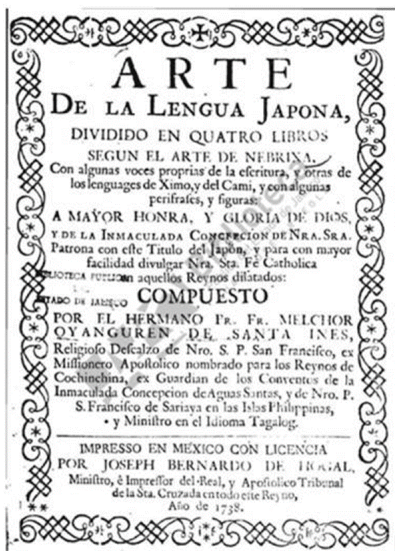 ARTE
DE LA LENGUA JAPONA,
DIVIDIDO EN QUATRO LIBROS
SEGUN EL ARTE DE NEBRIXA.
Con algunas voces proprias de la eſcritura, y otras de
los lenguages de Ximo, y del Cami, y con algunas
perifraſes, y figuras:
A MAYOR HONRA, Y GLORIA DE DIOS,
Y DE LA INMACULADA CONCEPCION DE NRA. SRA.
Patrona con eſte Titulo del Japòn, y para con mayor
facilidad divulgar Nra. Sta. Fè Catholica
en aquellos Reynos dilatados:
BIBLIOTECA PUBLICA
ESTADO DE JALISCO
COMPUESTO
POR EL HERMANO Fr. Fr. MELCHOR
OYANGUREN DE SANTA INES,
Religioſo Deſcalzo de Nro. S. P. San Franciſco, ex
Miſſionero Apoſtolico nombrado para los Reynos de
Cochinchina, ex Guardian de los Conventos de la
Inmaculada Concepcion de Aguas Santas, y de Nro. P.
S. Franciſco de Sariaya en las Islas Philippinas,
y Miniſtro en el Idioma Tagalog.
IMPRESSO EN MEXICO CON LICENCIA
POR JOSEPH BERNARDO DE HOGAL,
Miniſtro, è Impreſſor del Real, y Apoſtolico Tribunal
de la Sta. Cruzada en todo eſte Reyno,
Año de 1738.